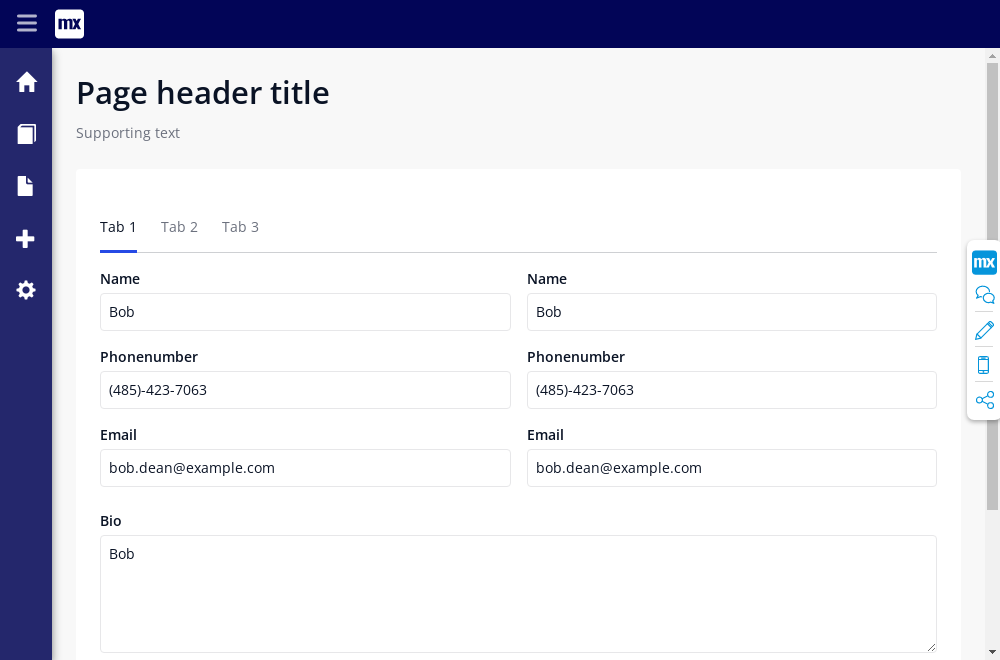 mx
Page header title
Supporting text
Tab 1 Tab 2 Tab 3
Name Name
Bob Bob
mx
Phonenumber Phonenumber
(485)-423-7063 (485)-423-7063
Email Email
bob.dean@example.com bob.dean@example.com
Bio
Bob